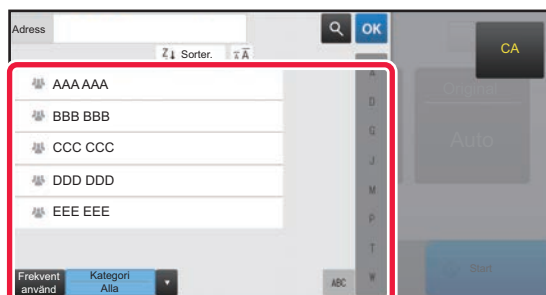 Adress
OK
CA
Sorter.
AAA AAA
BBB BBB
CCC CCC
DDD DDD
EEE EEE
A
D
G
J
M
P
T
W
Original
Auto
Frekvent
använd
Kategori
Alla
ABC
Start